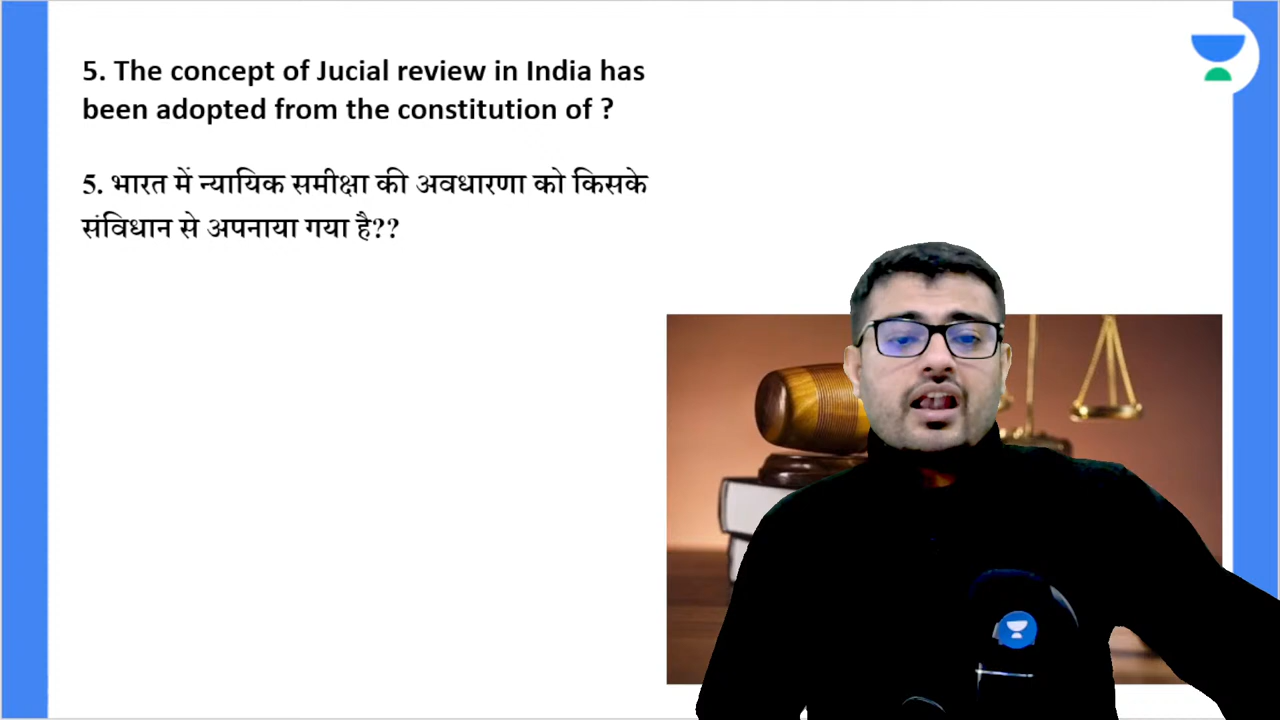 5. The concept of Jucial review in India has
been adopted from the constitution of ?
5. भारत में न्यायिक समीक्षा की अवधारणा को किसके
संविधान से अपनाया गया है??